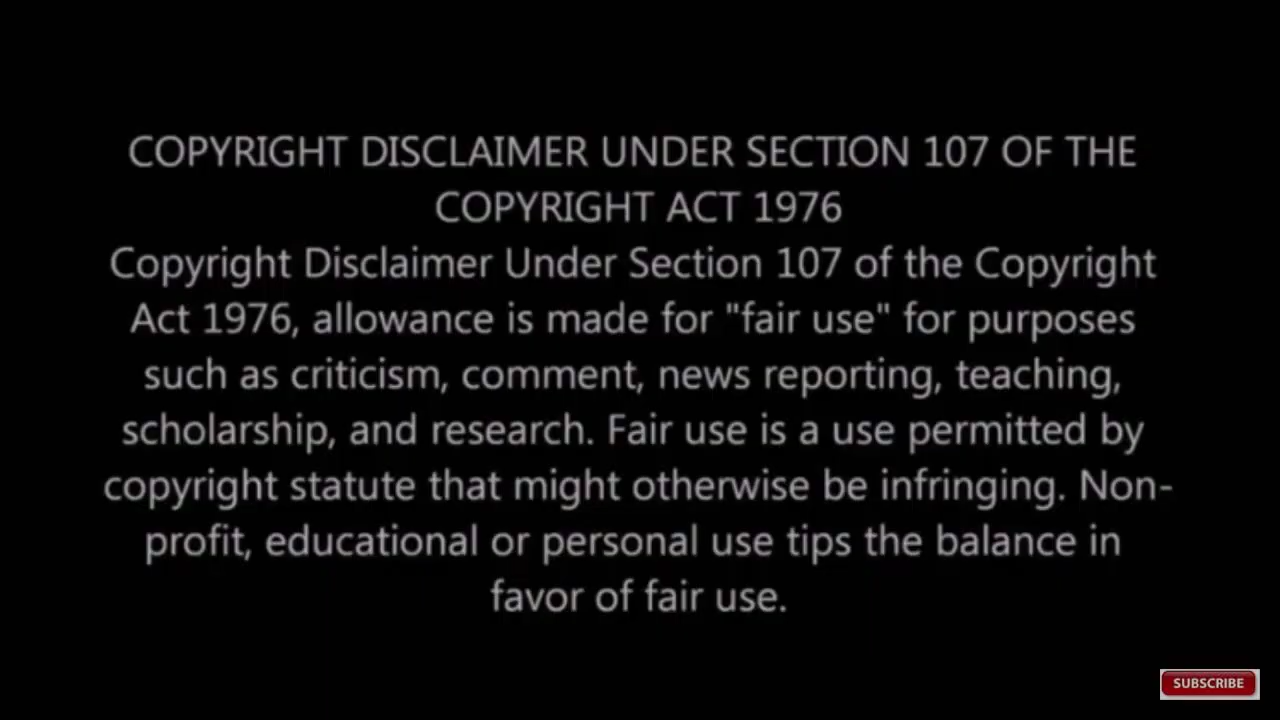 COPYRIGHT DISCLAIMER UNDER SECTION 107 OF THE
COPYRIGHT ACT 1976
Copyright Disclaimer Under Section 107 of the Copyright
Act 1976, allowance is made for "fair use" for purposes
such as criticism, comment, news reporting, teaching,
scholarship, and research. Fair use is a use permitted by
copyright statute that might otherwise be infringing. Non-
profit, educational or personal use tips the balance in
favor of fair use.
SUBSCRIBE